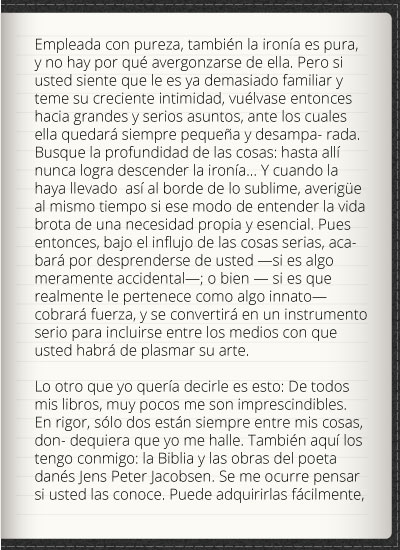 Empleada con pureza, también la ironía es pura,
y no hay por qué avergonzarse de ella. Pero si
usted siente que le es ya demasiado familiar y
teme su creciente intimidad, vuélvase entonces
hacia grandes y serios asuntos, ante los cuales
ella quedará siempre pequeña y desampa- rada.
Busque la profundidad de las cosas: hasta allí
nunca logra descender la ironía... Y cuando la
haya llevado  así al borde de lo sublime, averigüe
al mismo tiempo si ese modo de entender la vida
brota de una necesidad propia y esencial. Pues
entonces, bajo el influjo de las cosas serias, aca-
bará por desprenderse de usted —si es algo
meramente accidental—; o bien — si es que
realmente le pertenece como algo innato—
cobrará fuerza, y se convertirá en un instrumento
serio para incluirse entre los medios con que
usted habrá de plasmar su arte.

Lo otro que yo quería decirle es esto: De todos
mis libros, muy pocos me son imprescindibles.
En rigor, sólo dos están siempre entre mis cosas,
don- dequiera que yo me halle. También aquí los
tengo conmigo: la Biblia y las obras del poeta
danés Jens Peter Jacobsen. Se me ocurre pensar
si usted las conoce. Puede adquirirlas fácilmente,